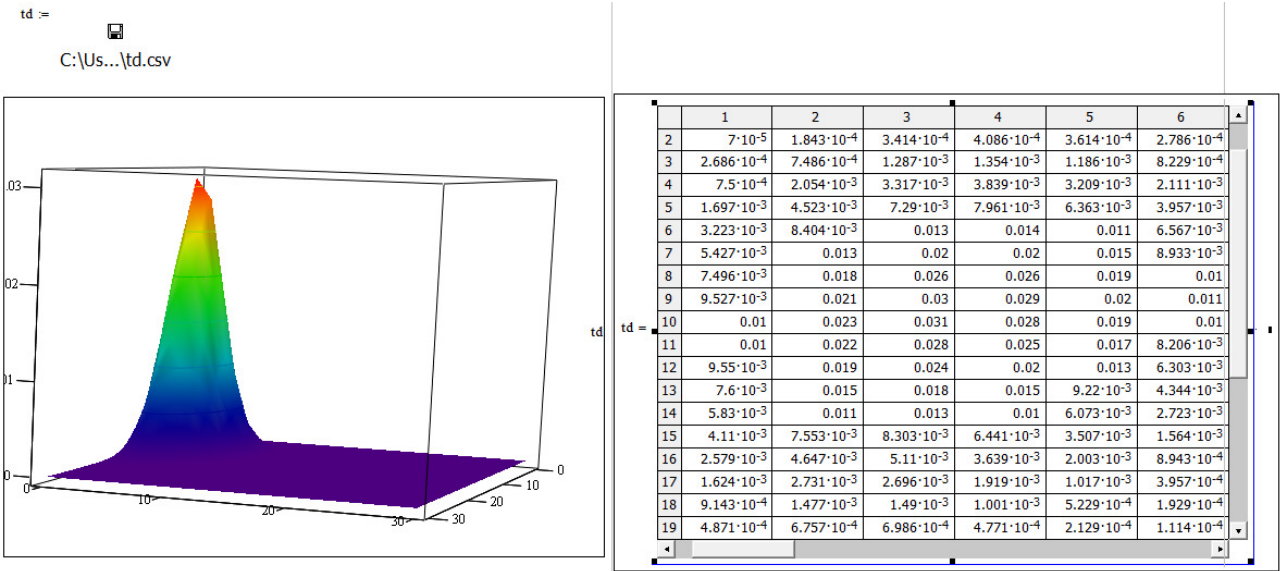 td :=
C:\Us...\td.csv
.03
02
01
0
0
10
20
30
30
20
10
0
td
td =
1 2 3 4 5 6
2 7·10-5 1.843·10-4 3.414·10-4 4.086·10-4 3.614·10-4 2.786·10-4
3 2.686·10-4 7.486·10-4 1.287·10-3 1.354·10-3 1.186·10-3 8.229·10-4
4 7.5·10-4 2.054·10-3 3.317·10-3 3.839·10-3 3.209·10-3 2.111·10-3
5 1.697·10-3 4.523·10-3 7.29·10-3 7.961·10-3 6.363·10-3 3.957·10-3
6 3.223·10-3 8.404·10-3 0.013 0.014 0.011 6.567·10-3
7 5.427·10-3 0.013 0.02 0.02 0.015 8.933·10-3
8 7.496·10-3 0.018 0.026 0.026 0.019 0.01
9 9.527·10-3 0.021 0.03 0.029 0.02 0.011
10 0.01 0.023 0.031 0.028 0.019 0.01
11 0.01 0.022 0.028 0.025 0.017 8.206·10-3
12 9.55·10-3 0.019 0.024 0.02 0.013 6.303·10-3
13 7.6·10-3 0.015 0.018 0.015 9.22·10-3 4.344·10-3
14 5.83·10-3 0.011 0.013 0.01 6.073·10-3 2.723·10-3
15 4.11·10-3 7.553·10-3 8.303·10-3 6.441·10-3 3.507·10-3 1.564·10-3
16 2.579·10-3 4.647·10-3 5.11·10-3 3.639·10-3 2.003·10-3 8.943·10-4
17 1.624·10-3 2.731·10-3 2.696·10-3 1.919·10-3 1.017·10-3 3.957·10-4
18 9.143·10-4 1.477·10-3 1.49·10-3 1.001·10-3 5.229·10-4 1.929·10-4
19 4.871·10-4 6.757·10-4 6.986·10-4 4.771·10-4 2.129·10-4 1.114·10-4